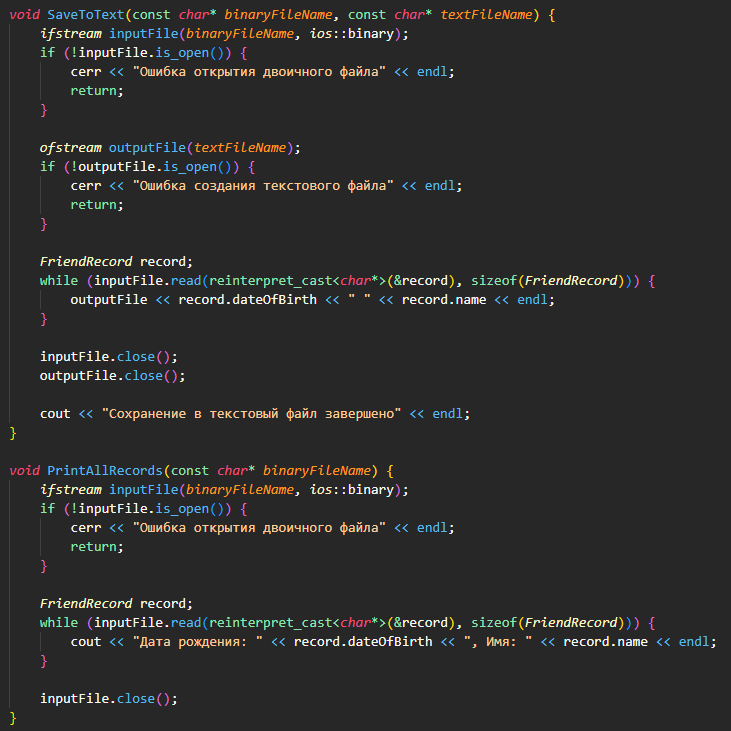 void SaveToText(const char* binaryFileName, const char* textFileName) {
    ifstream inputFile(binaryFileName, ios::binary);
    if (!inputFile.is_open()) {
        cerr << "Ошибка открытия двоичного файла" << endl;
        return;
    }

    ofstream outputFile(textFileName);
    if (!outputFile.is_open()) {
        cerr << "Ошибка создания текстового файла" << endl;
        return;
    }

    FriendRecord record;
    while (inputFile.read(reinterpret_cast<char*>(&record), sizeof(FriendRecord))) {
        outputFile << record.dateOfBirth << " " << record.name << endl;
    }

    inputFile.close();
    outputFile.close();

    cout << "Сохранение в текстовый файл завершено" << endl;
}

void PrintAllRecords(const char* binaryFileName) {
    ifstream inputFile(binaryFileName, ios::binary);
    if (!inputFile.is_open()) {
        cerr << "Ошибка открытия двоичного файла" << endl;
        return;
    }

    FriendRecord record;
    while (inputFile.read(reinterpret_cast<char*>(&record), sizeof(FriendRecord))) {
        cout << "Дата рождения: " << record.dateOfBirth << ", Имя: " << record.name << endl;
    }

    inputFile.close();
}